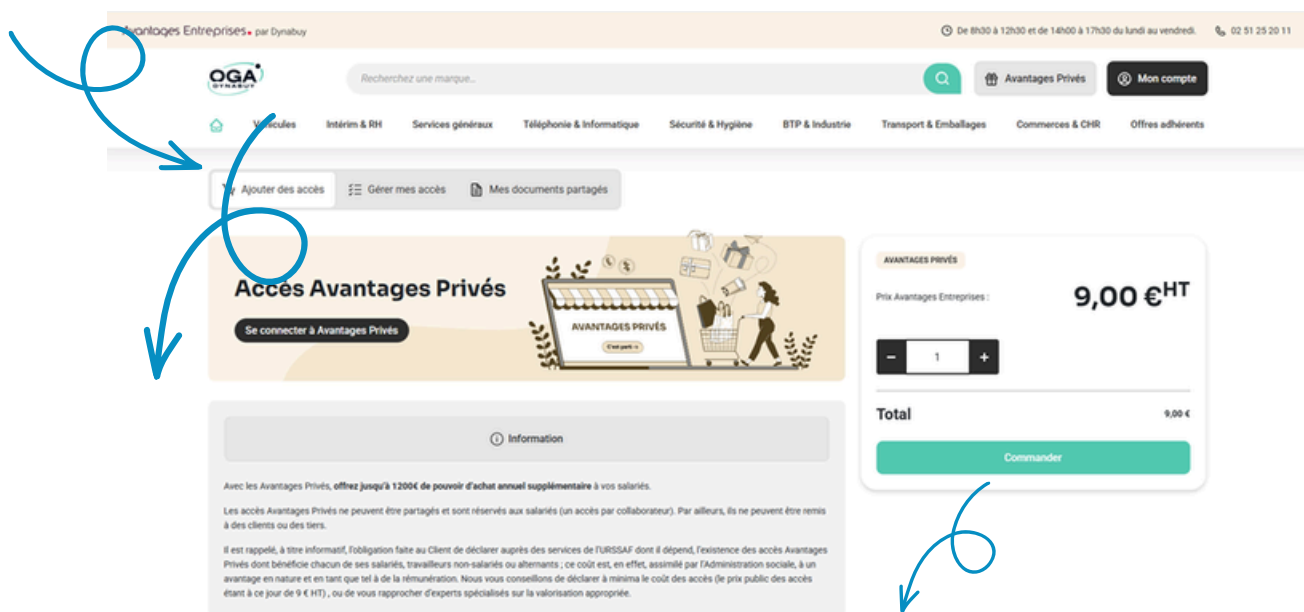 Avantages Entreprises. par Dynabuy
De 8h30 à 12h30 et de 14h00 à 17h30 du lundi au vendredi.
02 51 25 20 11
OGA
DYNABUY
Recherchez une marque...
Avantages Privés
Mon compte
Véhicules
Intérim & RH
Services généraux
Téléphonie & Informatique
Sécurité & Hygiène
BTP & Industrie
Transport & Emballages
Commerces & CHR
Offres adhérents
Ajouter des accès
Gérer mes accès
Mes documents partagés
Accès Avantages Privés
Se connecter à Avantages Privés
AVANTAGES PRIVÉS
C'est parti →
AVANTAGES PRIVÉS
Prix Avantages Entreprises :
9,00 €HT
- 1 +
Total
9,00 €
Commander
Information
Avec les Avantages Privés, offrez jusqu'à 1200€ de pouvoir d'achat annuel supplémentaire à vos salariés.
Les accès Avantages Privés ne peuvent être partagés et sont réservés aux salariés (un accès par collaborateur). Par ailleurs, ils ne peuvent être remis
à des clients ou des tiers.
Il est rappelé, à titre informatif, l'obligation faite au Client de déclarer auprès des services de l'URSSAF dont il dépend, l'existence des accès Avantages
Privés dont bénéficie chacun de ses salariés, travailleurs non-salariés ou alternants ; ce coût est, en effet, assimilé par l'Administration sociale, à un
avantage en nature et en tant que tel à de la rémunération. Nous vous conseillons de déclarer à minima le coût des accès (le prix public des accès
étant à ce jour de 9 € HT) , ou de vous rapprocher d'experts spécialisés sur la valorisation appropriée.